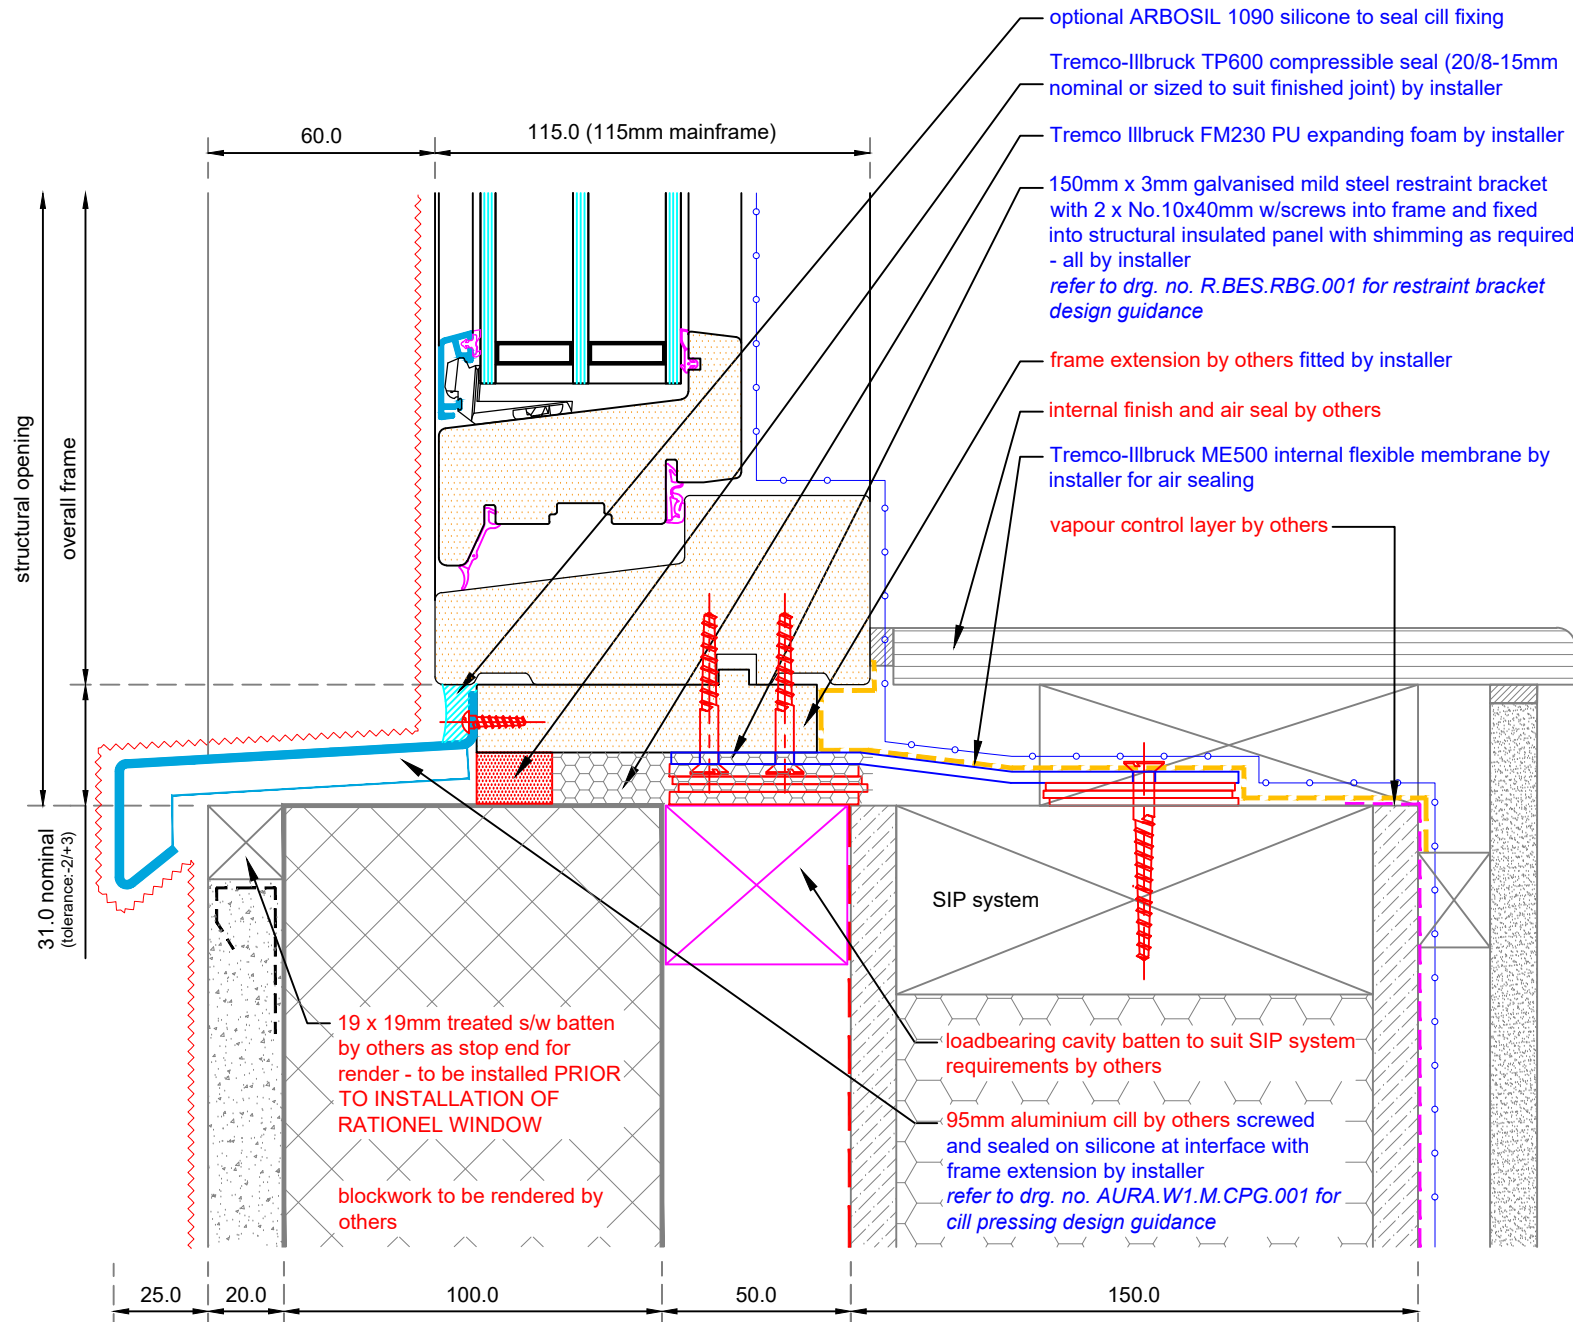 optional ARBOSIL 1090 silicone to seal cill fixing
Tremco-Illbruck TP600 compressible seal (20/8-15mm
nominal or sized to suit finished joint) by installer
60.0
115.0 (115mm mainframe)
Tremco Illbruck FM230 PU expanding foam by installer
150mm x 3mm galvanised mild steel restraint bracket
with 2 x No.10x40mm w/screws into frame and fixed
into structural insulated panel with shimming as required
- all by installer
refer to drg. no. R.BES.RBG.001 for restraint bracket
design guidance
frame extension by others fitted by installer
internal finish and air seal by others
Tremco-Illbruck ME500 internal flexible membrane by
installer for air sealing
vapour control layer by others
structural opening
overall frame
31.0 nominal
(tolerance:-2/+3)
SIP system
19 x 19mm treated s/w batten
by others as stop end for
render - to be installed PRIOR
TO INSTALLATION OF
RATIONEL WINDOW
blockwork to be rendered by
others
loadbearing cavity batten to suit SIP system
requirements by others
95mm aluminium cill by others screwed
and sealed on silicone at interface with
frame extension by installer
refer to drg. no. AURA.W1.M.CPG.001 for
cill pressing design guidance
25.0
20.0
100.0
50.0
150.0